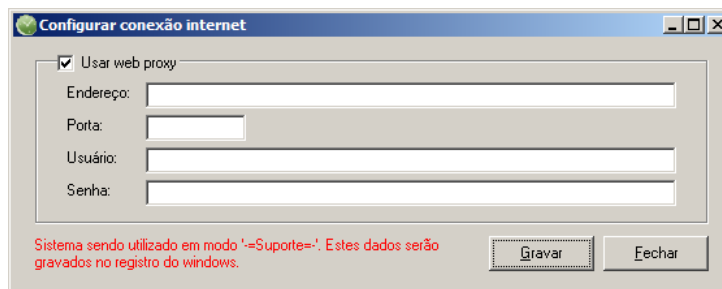 Configurar conexão internet
Usar web proxy
Endereço:
Porta:
Usuário:
Senha:
Sistema sendo utilizado em modo '-=Suporte=-'. Estes dados serão
gravados no registro do windows.
Gravar
Fechar